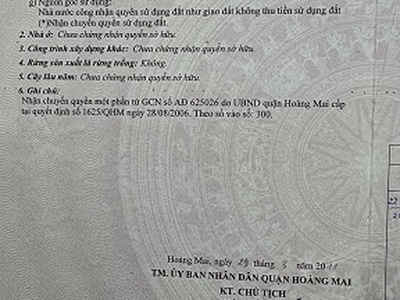 g) Nguồn gốc sử dụng:
Nhà nước công nhận quyền sử dụng đất như giao đất không thu tiền sử dụng đất
(*)Nhận chuyển quyền sử dụng đất.
2. Nhà ở: Chưa chứng nhận quyền sở hữu.
3. Công trình xây dựng khác: Chưa chứng nhận quyền sở hữu.
4. Rừng sản xuất là rừng trồng: Không.
5. Cây lâu năm: Chưa chứng nhận quyền sở hữu.
6. Ghi chú:
Nhận chuyển quyền một phần từ GCN số AĐ 625026 do UBND quận Hoàng Mai cấp
tại quyết định số 1625/QHM ngày 28/08/2006. Theo số vào sổ: 300.
Hoàng Mai, ngày 29 tháng 3 năm 20
TM. ỦY BAN NHÂN DÂN QUẬN HOÀNG MAI
KT. CHỦ TỊCH